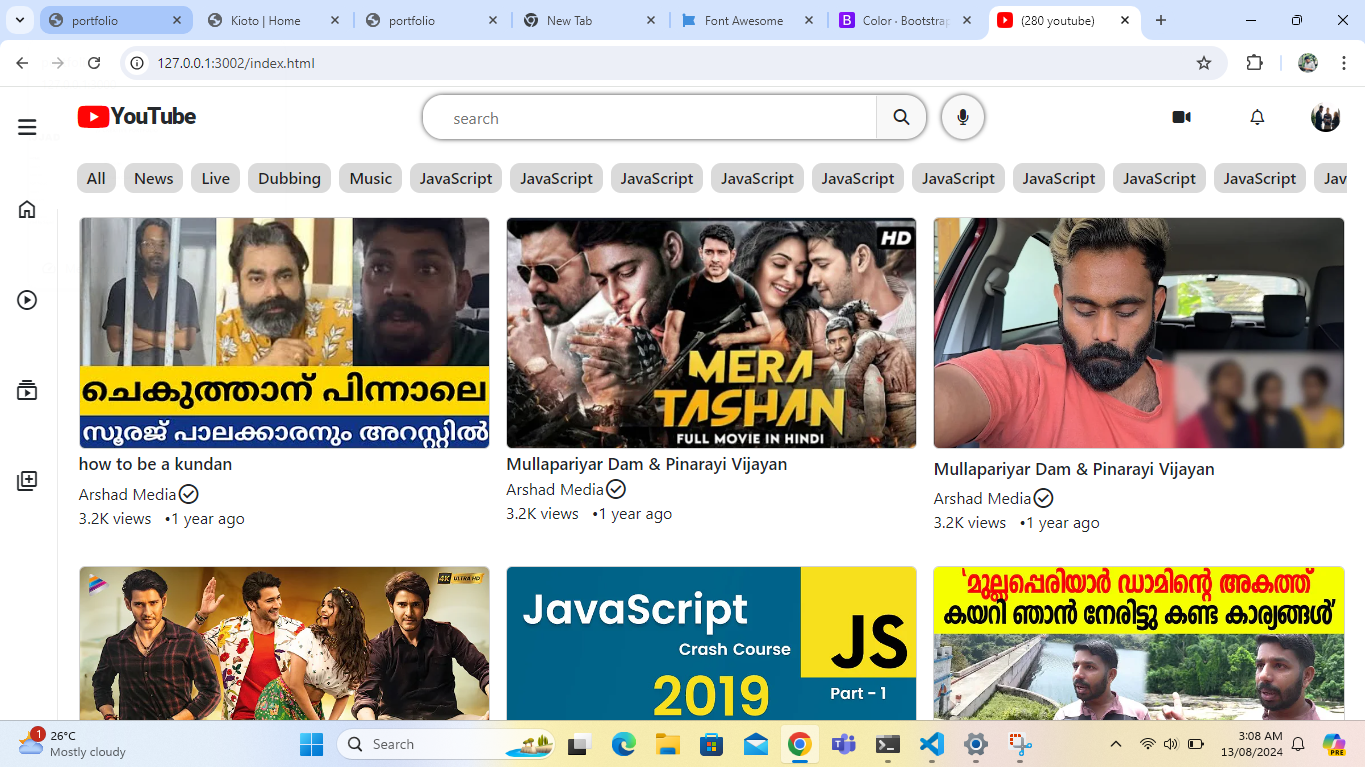 portfolio
Kioto | Home
portfolio
New Tab
Font Awesome
Color · Bootstrap
(280 youtube)
127.0.0.1:3002/index.html
YouTube
search
All
News
Live
Dubbing
Music
JavaScript
JavaScript
JavaScript
JavaScript
JavaScript
JavaScript
JavaScript
JavaScript
JavaScript
Jav
ചെകുത്താന് പിന്നാലെ
സൂരജ് പാലക്കാരനും അറസ്റ്റിൽ
how to be a kundan
Arshad Media
3.2K views •1 year ago
HD
MERA
TASHAN
FULL MOVIE IN HINDI
Mullapariyar Dam & Pinarayi Vijayan
Arshad Media
3.2K views •1 year ago
Mullapariyar Dam & Pinarayi Vijayan
Arshad Media
3.2K views •1 year ago
4K ULTRA HD
JavaScript
Crash Course
2019
JS
Part - 1
'മുല്ലപ്പെരിയാർ ഡാമിന്റെ അകത്ത്
കയറി ഞാൻ നേരിട്ടു കണ്ട കാര്യങ്ങൾ'
1
26°C
Mostly cloudy
Search
3:08 AM
13/08/2024
PRE